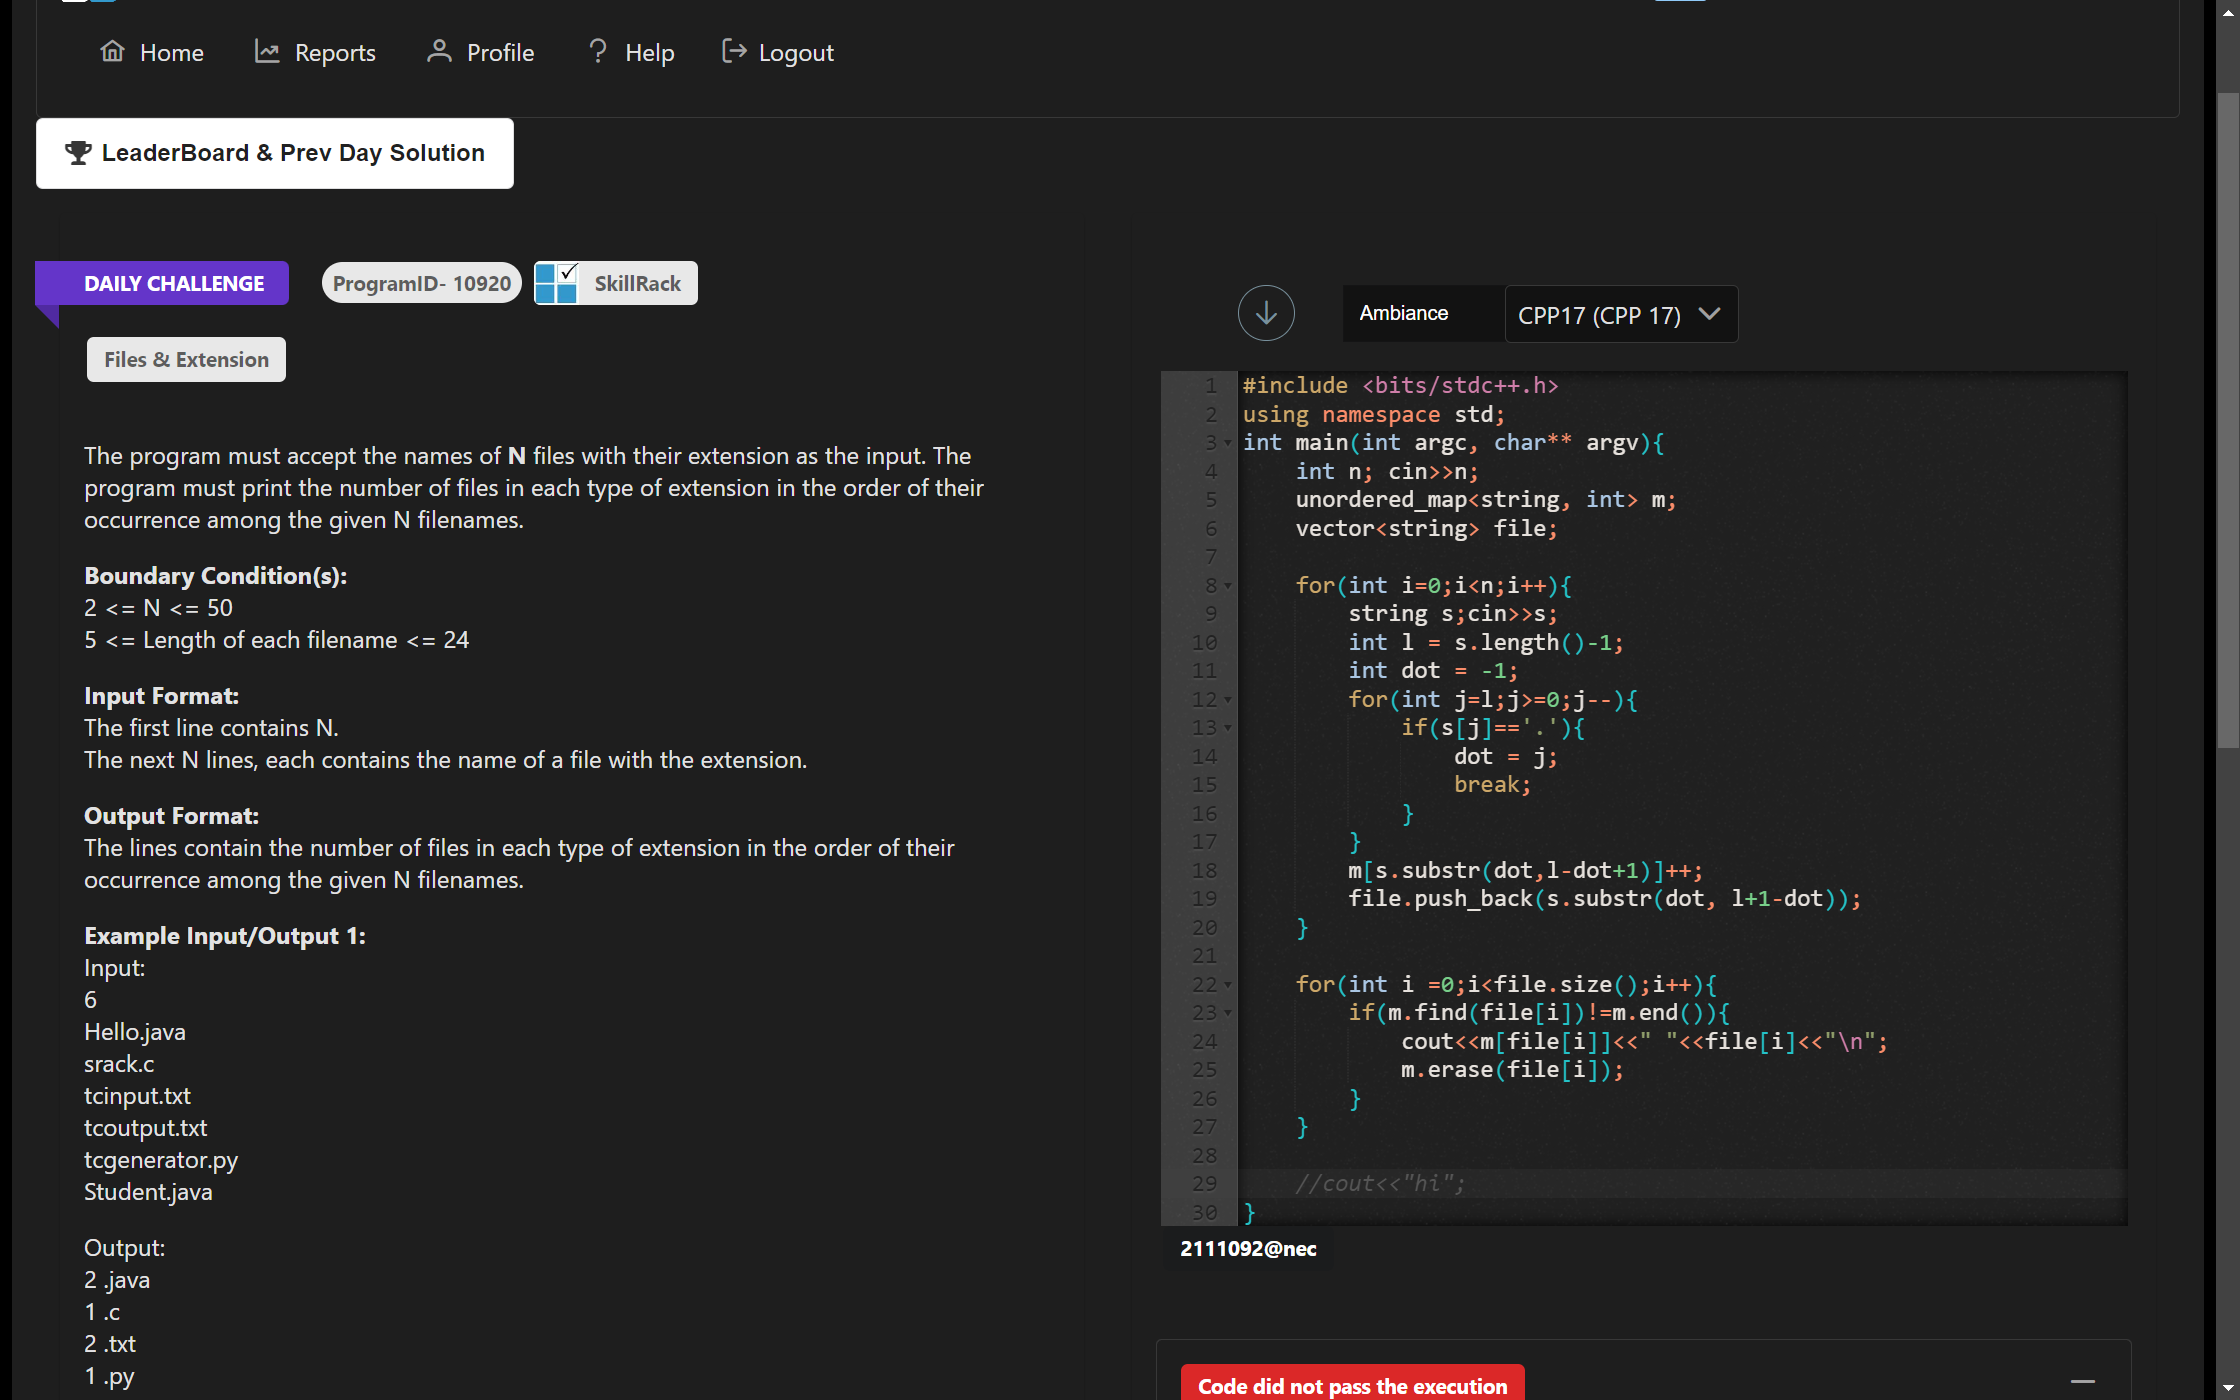 Home Reports Profile ? Help Logout
LeaderBoard & Prev Day Solution
DAILY CHALLENGE ProgramID- 10920 SkillRack
Files & Extension
The program must accept the names of N files with their extension as the input. The
program must print the number of files in each type of extension in the order of their
occurrence among the given N filenames.
Boundary Condition(s):
2 <= N <= 50
5 <= Length of each filename <= 24
Input Format:
The first line contains N.
The next N lines, each contains the name of a file with the extension.
Output Format:
The lines contain the number of files in each type of extension in the order of their
occurrence among the given N filenames.
Example Input/Output 1:
Input:
6
Hello.java
srack.c
tcinput.txt
tcoutput.txt
tcgenerator.py
Student.java
Output:
2 .java
1 .c
2 .txt
1 .py
Ambiance CPP17 (CPP 17)
1 #include <bits/stdc++.h>
2 using namespace std;
3 int main(int argc, char** argv){
4 int n; cin>>n;
5 unordered_map<string, int> m;
6 vector<string> file;
7
8 for(int i=0;i<n;i++){
9 string s;cin>>s;
10 int l = s.length()-1;
11 int dot = -1;
12 for(int j=l;j>=0;j--){
13 if(s[j]=='.'){
14 dot = j;
15 break;
16 }
17 }
18 m[s.substr(dot,l-dot+1)]++;
19 file.push_back(s.substr(dot, l+1-dot));
20 }
21
22 for(int i =0;i<file.size();i++){
23 if(m.find(file[i])!=m.end()){
24 cout<<m[file[i]]<<" "<<file[i]<<"\n";
25 m.erase(file[i]);
26 }
27 }
28
29 //cout<<"hi";
30 }
2111092@nec
Code did not pass the execution